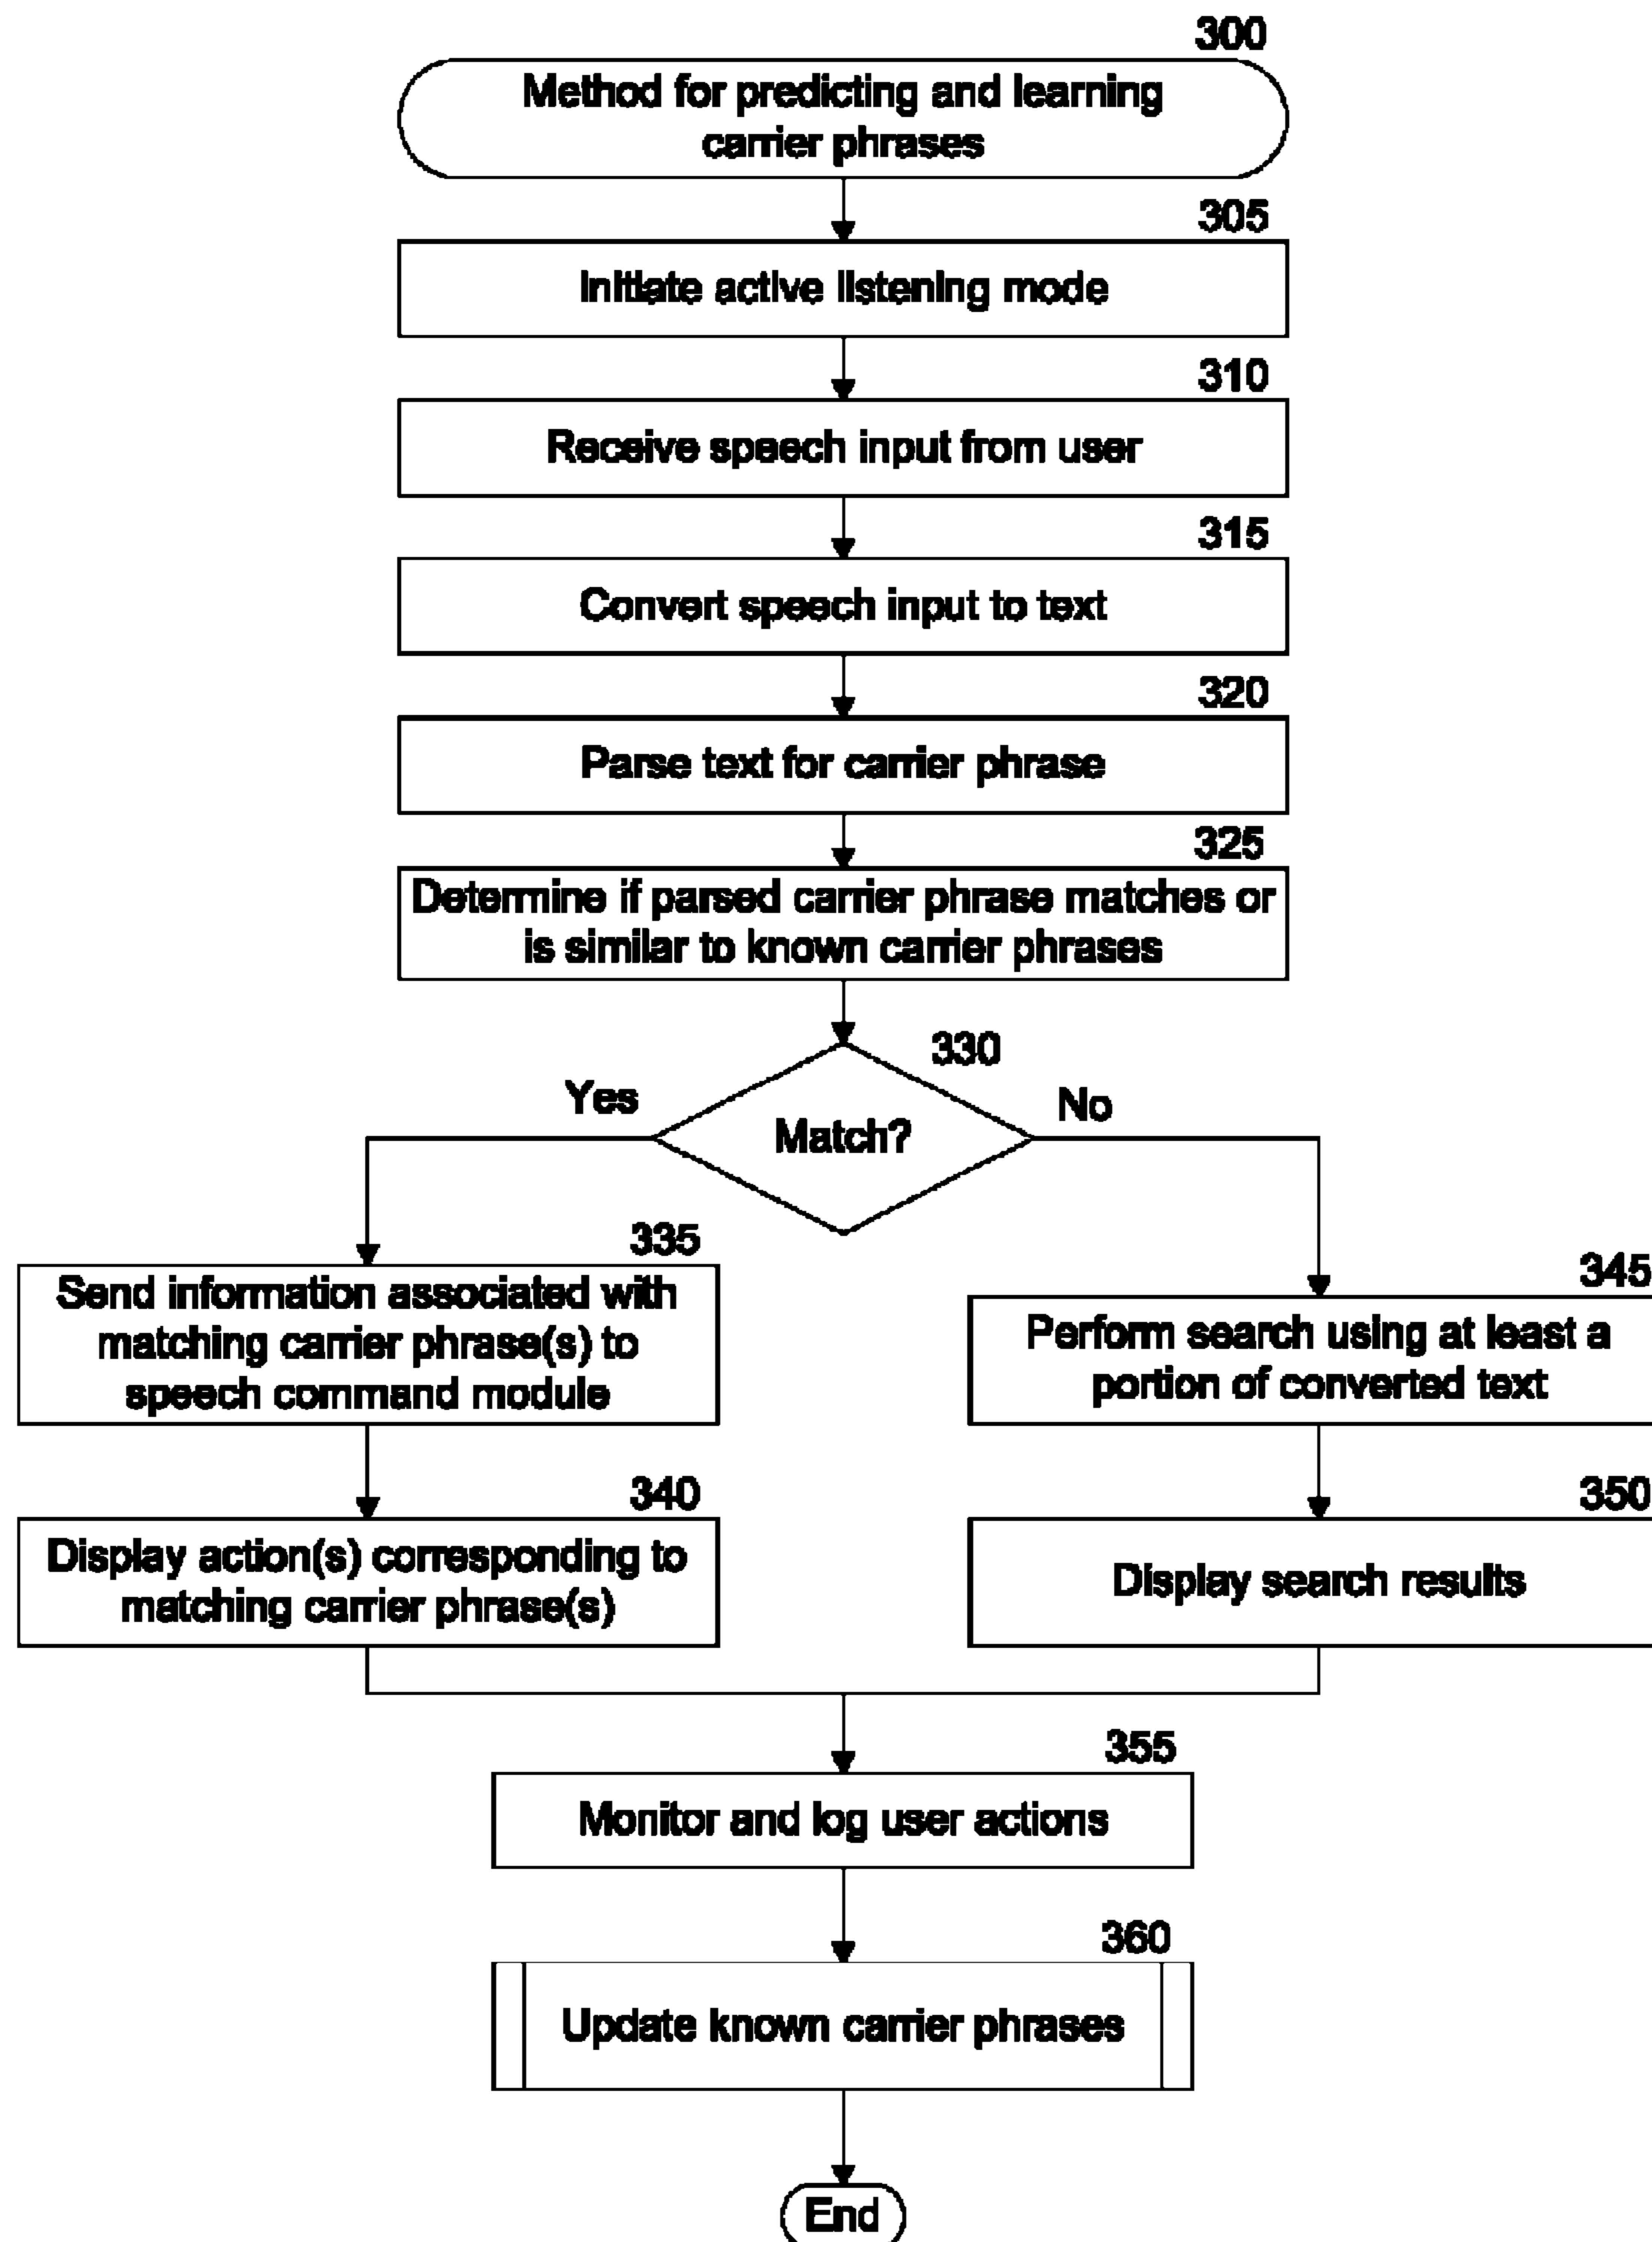 300
Method for predicting and learning
carrier phrases
305
Initiate active listening mode
310
Receive speech input from user
315
Convert speech input to text
320
Parse text for carrier phrase
325
Determine if parsed carrier phrase matches or
is similar to known carrier phrases
330
Yes
No
Match?
335
Send information associated with
matching carrier phrase(s) to
speech command module
345
Perform search using at least a
portion of converted text
340
Display action(s) corresponding to
matching carrier phrase(s)
350
Display search results
355
Monitor and log user actions
360
Update known carrier phrases
End